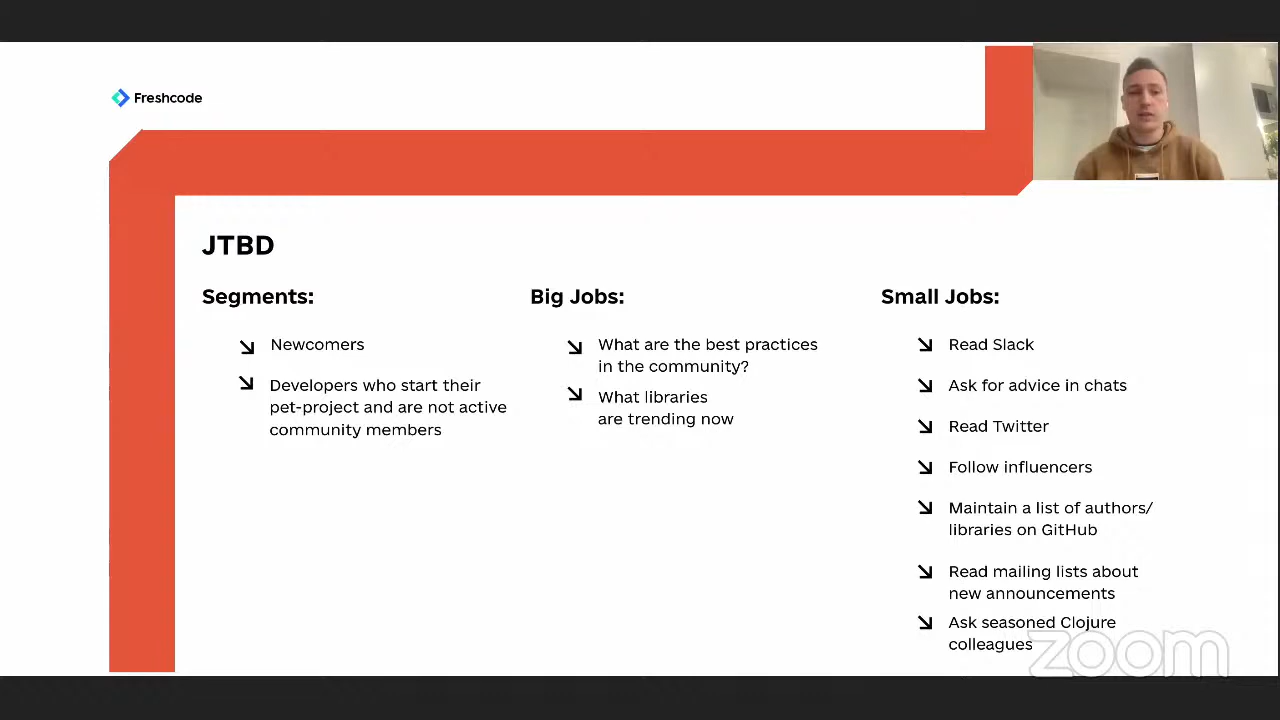 Freshcode
JTBD
Segments:
Newcomers
Developers who start their
pet-project and are not active
community members
Big Jobs:
What are the best practices
in the community?
What libraries
are trending now
Small Jobs:
Read Slack
Ask for advice in chats
Read Twitter
Follow influencers
Maintain a list of authors/
libraries on GitHub
Read mailing lists about
new announcements
Ask seasoned Clojure
colleagues
zoom